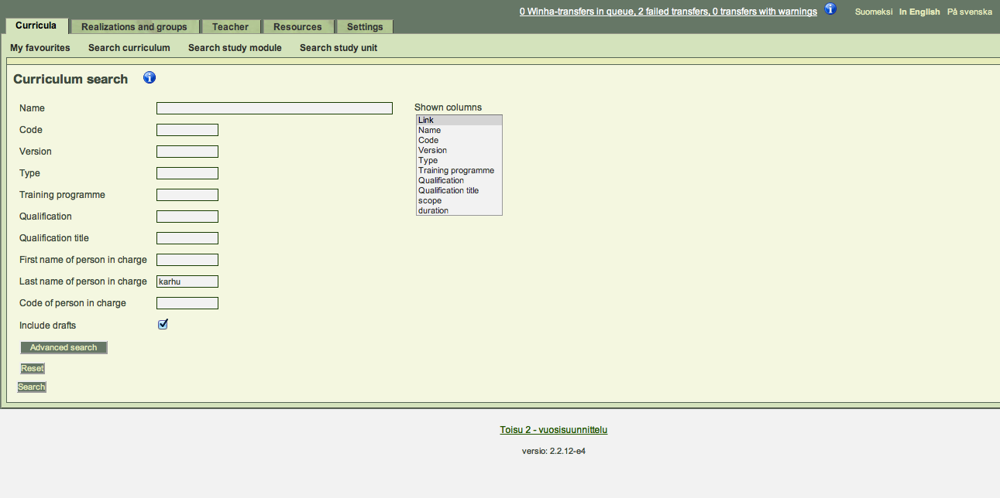 0 Winha-transfers in queue, 2 failed transfers, 0 transfers with warnings Suomeksi In English På svenska
Curricula Realizations and groups Teacher Resources Settings
My favourites Search curriculum Search study module Search study unit
Curriculum search
Name
Code
Version
Type
Training programme
Qualification
Qualification title
First name of person in charge
Last name of person in charge karhu
Code of person in charge
Include drafts
Advanced search
Reset
Search
Shown columns
Link
Name
Code
Version
Type
Training programme
Qualification
Qualification title
scope
duration
Toisu 2 - vuosisuunnittelu
versio: 2.2.12-e4